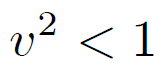 v² < 1